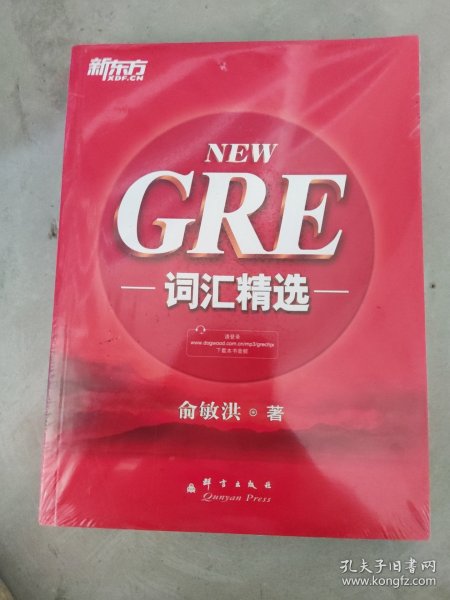 新东方
XDF.CN
NEW
GRE
词汇精选
请登录
www.dogwood.com.cn/mp3/grechjx
下载本书音频
俞敏洪 ◎ 著
群言出版社
Qunyan Press
孔夫子旧书网
www.kongfz.com